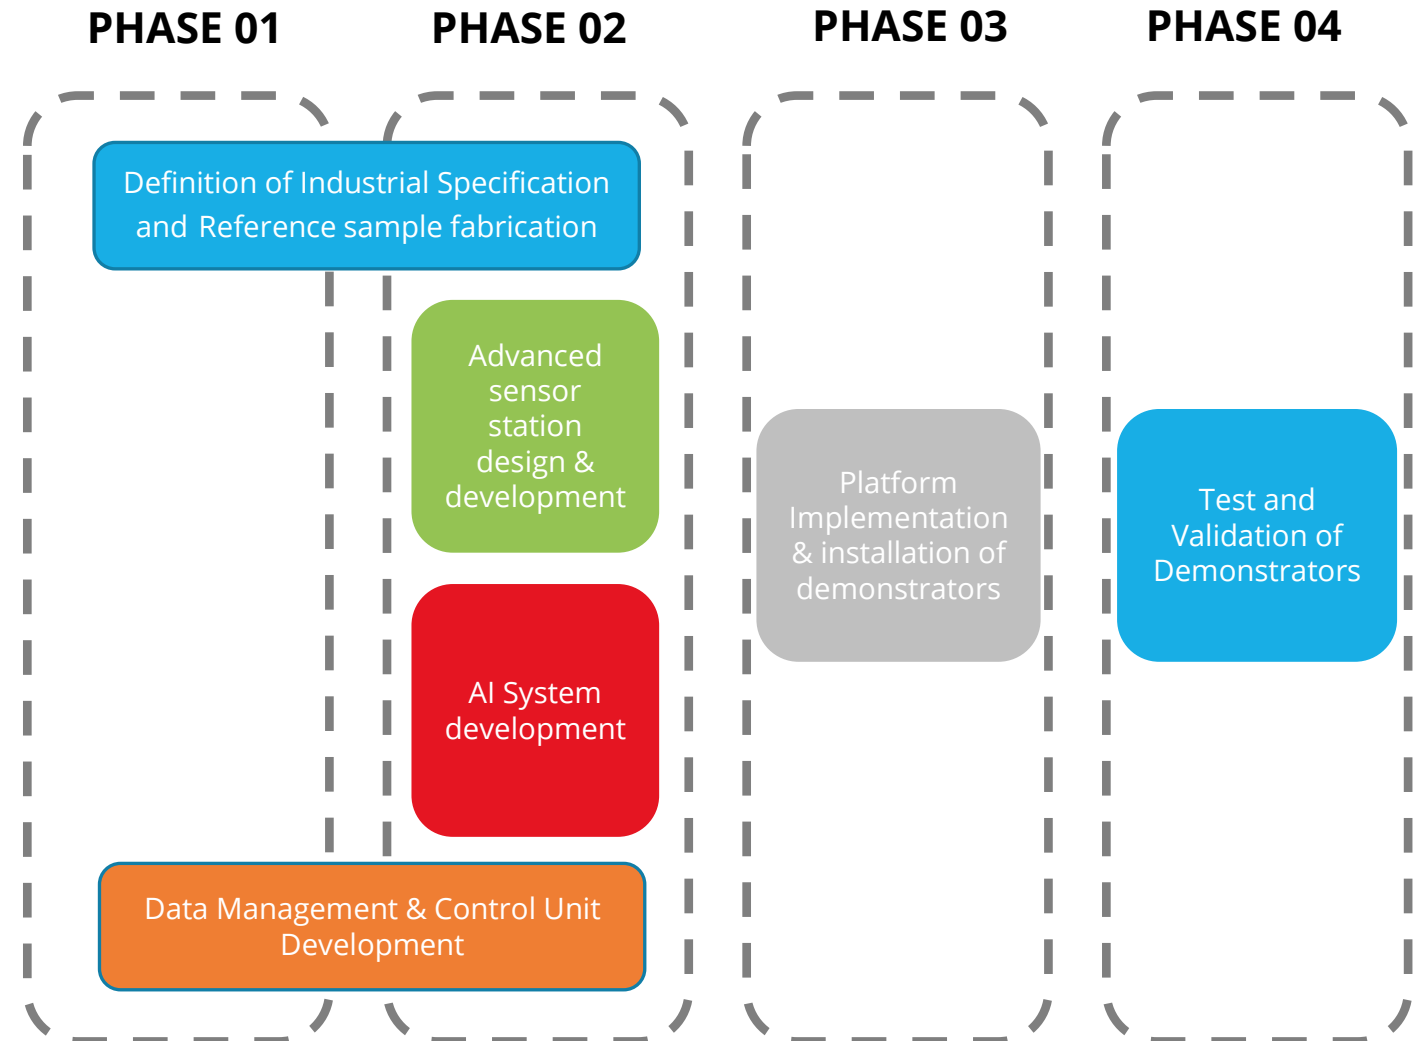 PHASE 01
PHASE 02
PHASE 03
PHASE 04
Definition of Industrial Specification
and Reference sample fabrication
Advanced
sensor
station
design &
development
AI System
development
Data Management & Control Unit
Development
Platform
Implementation
& installation of
demonstrators
Test and
Validation of
Demonstrators